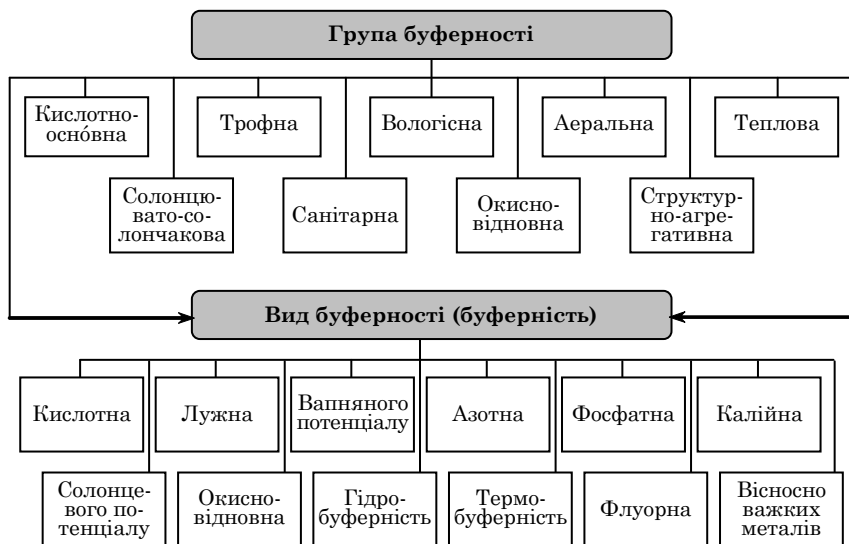 Група буферності
Кислотно-
осно́вна
Трофна
Вологісна
Аеральна
Теплова
Солонцю-
вато-со-
лончакова
Санітарна
Окисно-
відновна
Структур-
но-агре-
гативна
Вид буферності (буферність)
Кислотна
Лужна
Вапняного
потенціалу
Азотна
Фосфатна
Калійна
Солонце-
вого по-
тенціалу
Окисно-
відновна
Гідро-
буферність
Термо-
буферність
Флуорна
Вісносно
важких
металів